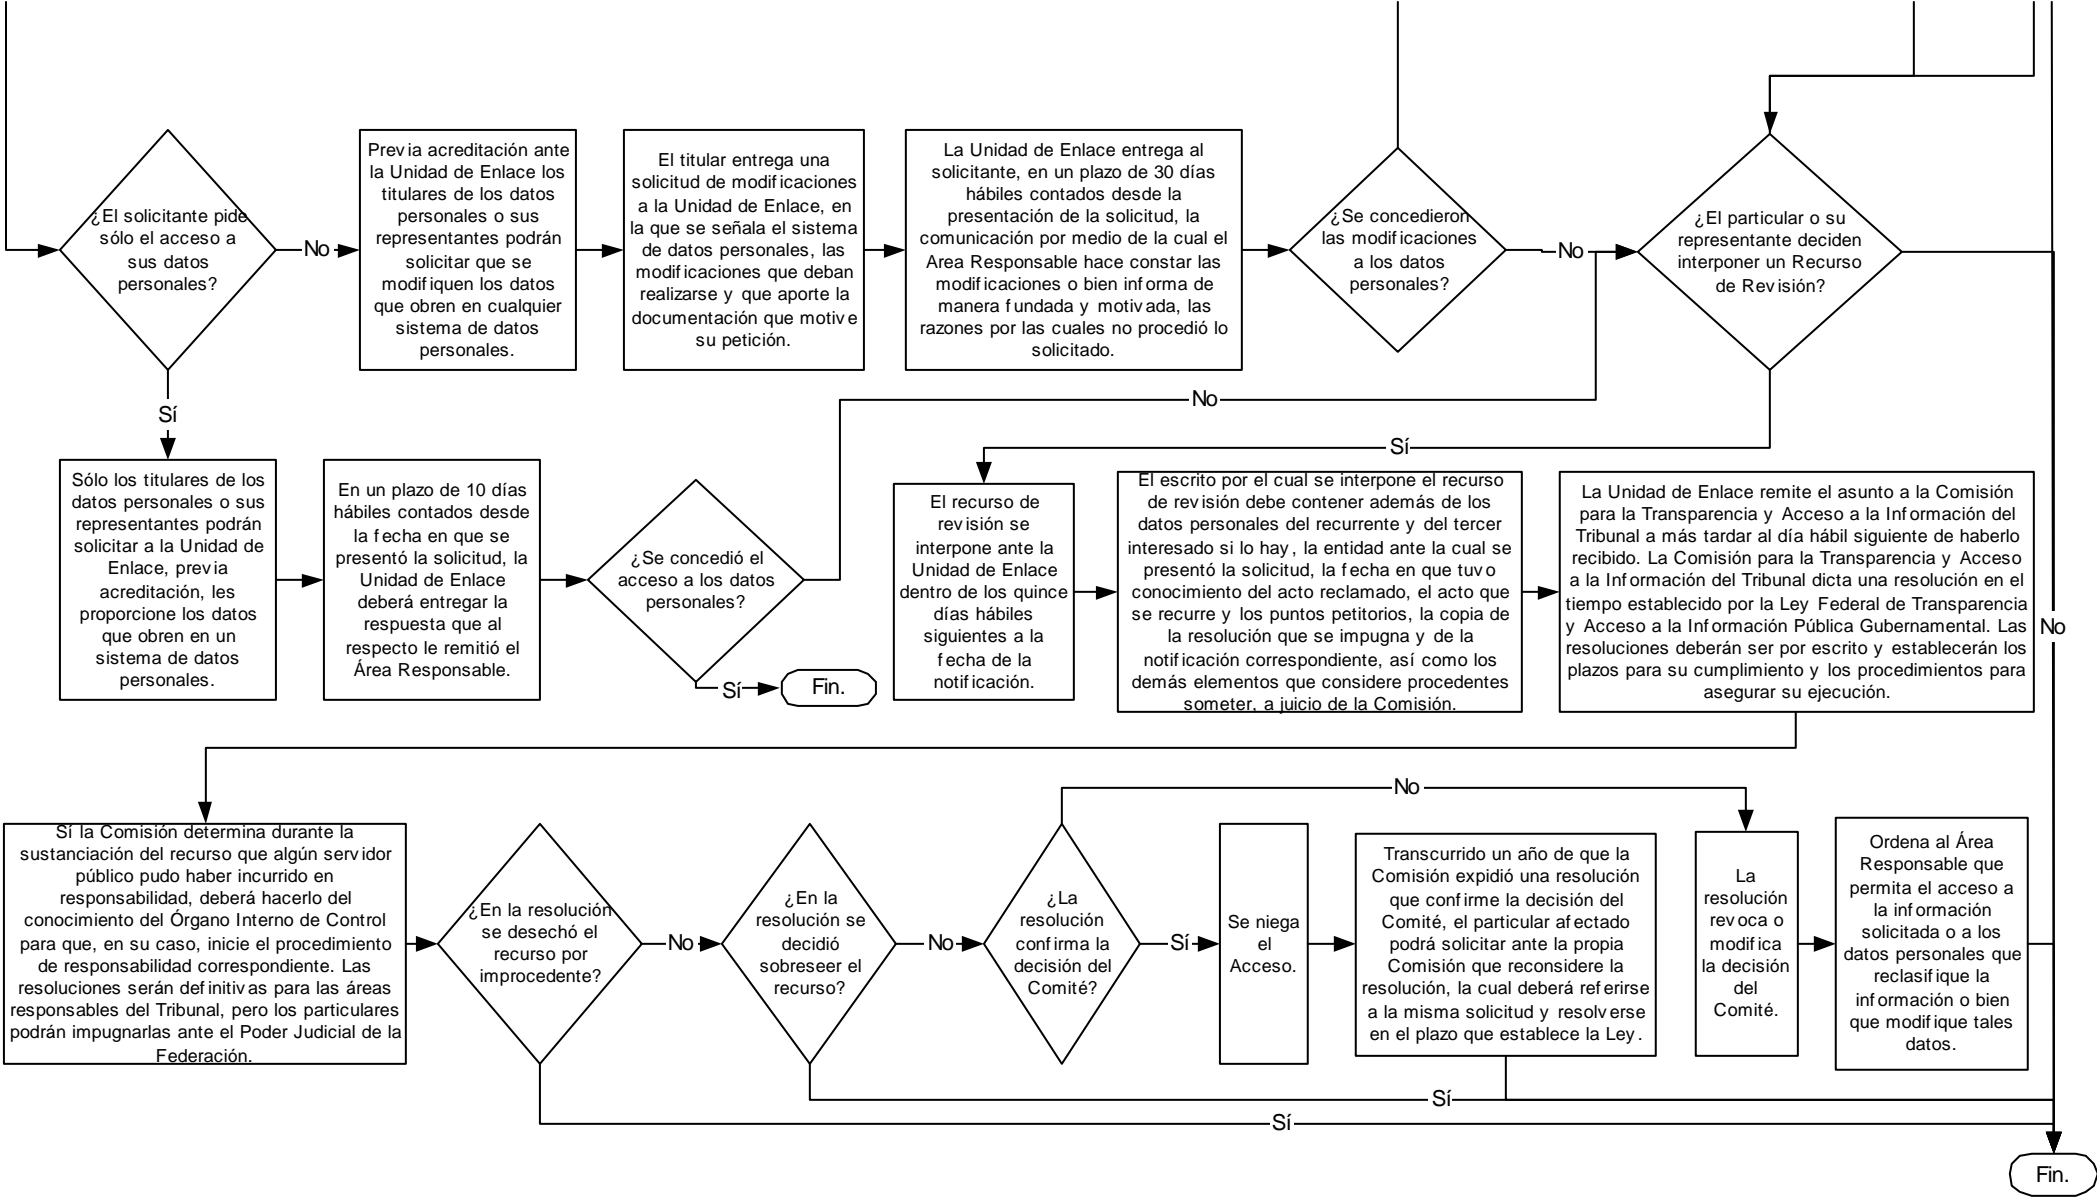 ¿El solicitante pide
sólo el acceso a
sus datos
personales?
No
Previa acreditación ante
la Unidad de Enlace los
titulares de los datos
personales o sus
representantes podrán
solicitar que se
modifiquen los datos
que obren en cualquier
sistema de datos
personales.
El titular entrega una
solicitud de modificaciones
a la Unidad de Enlace, en
la que se señala el sistema
de datos personales, las
modificaciones que deban
realizarse y que aporte la
documentación que motive
su petición.
La Unidad de Enlace entrega al
solicitante, en un plazo de 30 días
hábiles contados desde la
presentación de la solicitud, la
comunicación por medio de la cual el
Area Responsable hace constar las
modificaciones o bien informa de
manera fundada y motivada, las
razones por las cuales no procedió lo
solicitado.
¿Se concedieron
las modificaciones
a los datos
personales?
No
¿El particular o su
representante deciden
interponer un Recurso
de Revisión?
Sí
No
Sí
Sólo los titulares de los
datos personales o sus
representantes podrán
solicitar a la Unidad de
Enlace, previa
acreditación, les
proporcione los datos
que obren en un
sistema de datos
personales.
En un plazo de 10 días
hábiles contados desde
la fecha en que se
presentó la solicitud, la
Unidad de Enlace
deberá entregar la
respuesta que al
respecto le remitió el
Área Responsable.
¿Se concedió el
acceso a los datos
personales?
Sí
Fin.
El recurso de
revisión se
interpone ante la
Unidad de Enlace
dentro de los quince
días hábiles
siguientes a la
fecha de la
notificación.
El escrito por el cual se interpone el recurso
de revisión debe contener además de los
datos personales del recurrente y del tercer
interesado si lo hay, la entidad ante la cual se
presentó la solicitud, la fecha en que tuvo
conocimiento del acto reclamado, el acto que
se recurre y los puntos petitorios, la copia de
la resolución que se impugna y de la
notificación correspondiente, así como los
demás elementos que considere procedentes
someter, a juicio de la Comisión.
La Unidad de Enlace remite el asunto a la Comisión
para la Transparencia y Acceso a la Información del
Tribunal a más tardar al día hábil siguiente de haberlo
recibido. La Comisión para la Transparencia y Acceso
a la Información del Tribunal dicta una resolución en el
tiempo establecido por la Ley Federal de Transparencia
y Acceso a la Información Pública Gubernamental. Las
resoluciones deberán ser por escrito y establecerán los
plazos para su cumplimiento y los procedimientos para
asegurar su ejecución.
No
Sí la Comisión determina durante la
sustanciación del recurso que algún servidor
público pudo haber incurrido en
responsabilidad, deberá hacerlo del
conocimiento del Órgano Interno de Control
para que, en su caso, inicie el procedimiento
de responsabilidad correspondiente. Las
resoluciones serán definitivas para las áreas
responsables del Tribunal, pero los particulares
podrán impugnarlas ante el Poder Judicial de la
Federación.
¿En la resolución
se desechó el
recurso por
improcedente?
No
¿En la
resolución se
decidió
sobreseer el
recurso?
No
¿La
resolución
confirma la
decisión del
Comité?
No
Sí
Se niega
el
Acceso.
Transcurrido un año de que la
Comisión expidió una resolución
que confirme la decisión del
Comité, el particular afectado
podrá solicitar ante la propia
Comisión que reconsidere la
resolución, la cual deberá referirse
a la misma solicitud y resolverse
en el plazo que establece la Ley.
La
resolución
revoca o
modifica
la decisión
del
Comité.
Ordena al Área
Responsable que
permita el acceso a
la información
solicitada o a los
datos personales que
reclasifique la
información o bien
que modifique tales
datos.
Sí
Sí
Fin.